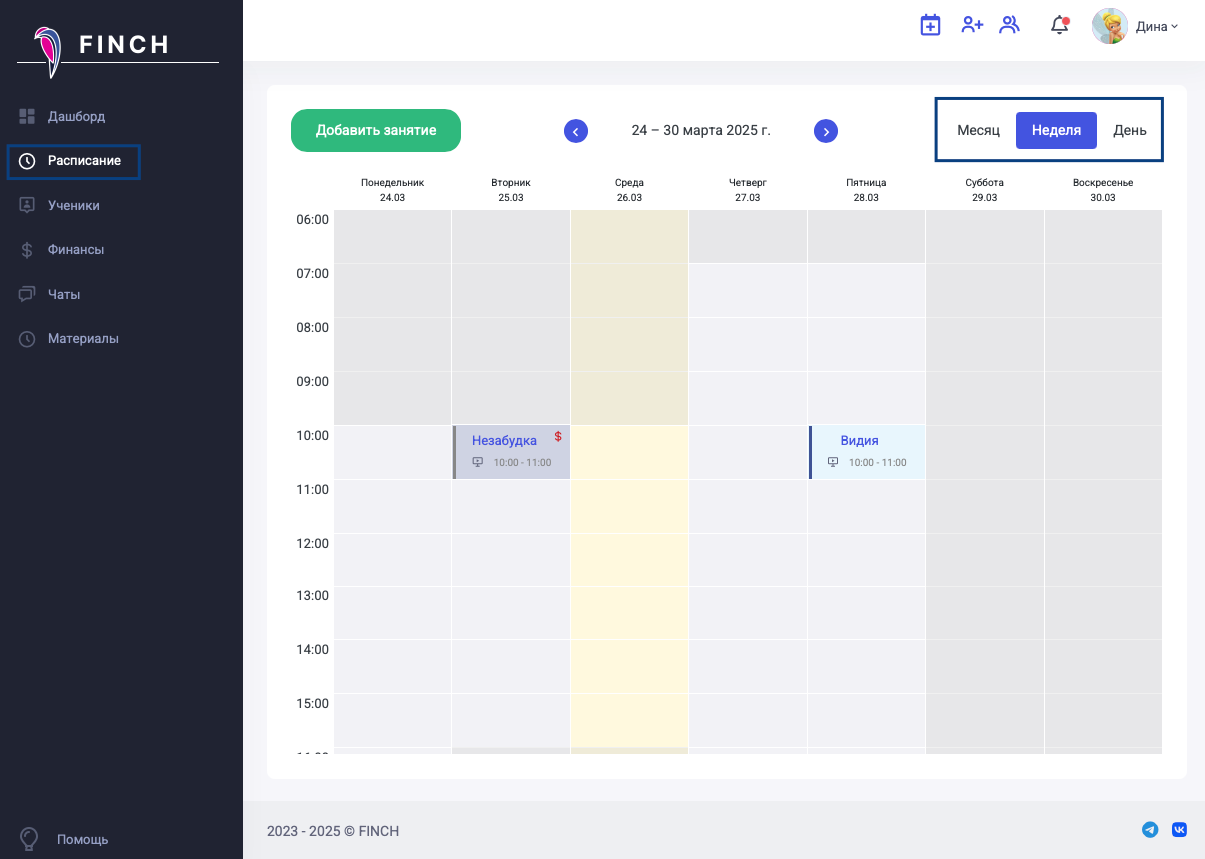 FINCH
Дина
Дашборд
Расписание
Ученики
Финансы
Чаты
Материалы
Помощь
Добавить занятие
24 – 30 марта 2025 г.
Месяц Неделя День
Понедельник Вторник Среда Четверг Пятница Суббота Воскресенье
24.03 25.03 26.03 27.03 28.03 29.03 30.03
06:00
07:00
08:00
09:00
10:00
Незабудка $ Видия
10:00 - 11:00 10:00 - 11:00
11:00
12:00
13:00
14:00
15:00
2023 - 2025 © FINCH